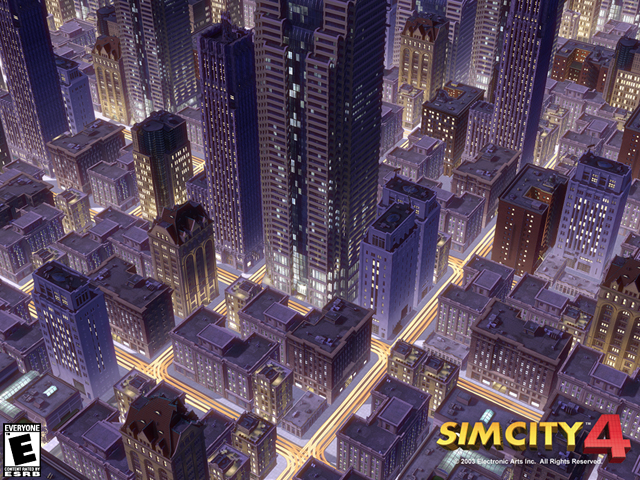 SIMCITY 4
© 2003 Electronic Arts Inc. All Rights Reserved.
EVERYONE
E
CONTENT RATED BY
ESRB